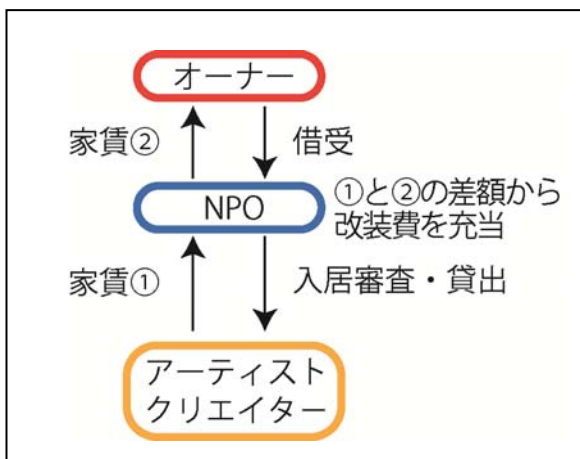 オーナー
家賃②
借受
NPO
①と②の差額から
改装費を充当
家賃①
入居審査・貸出
アーティスト
クリエイター